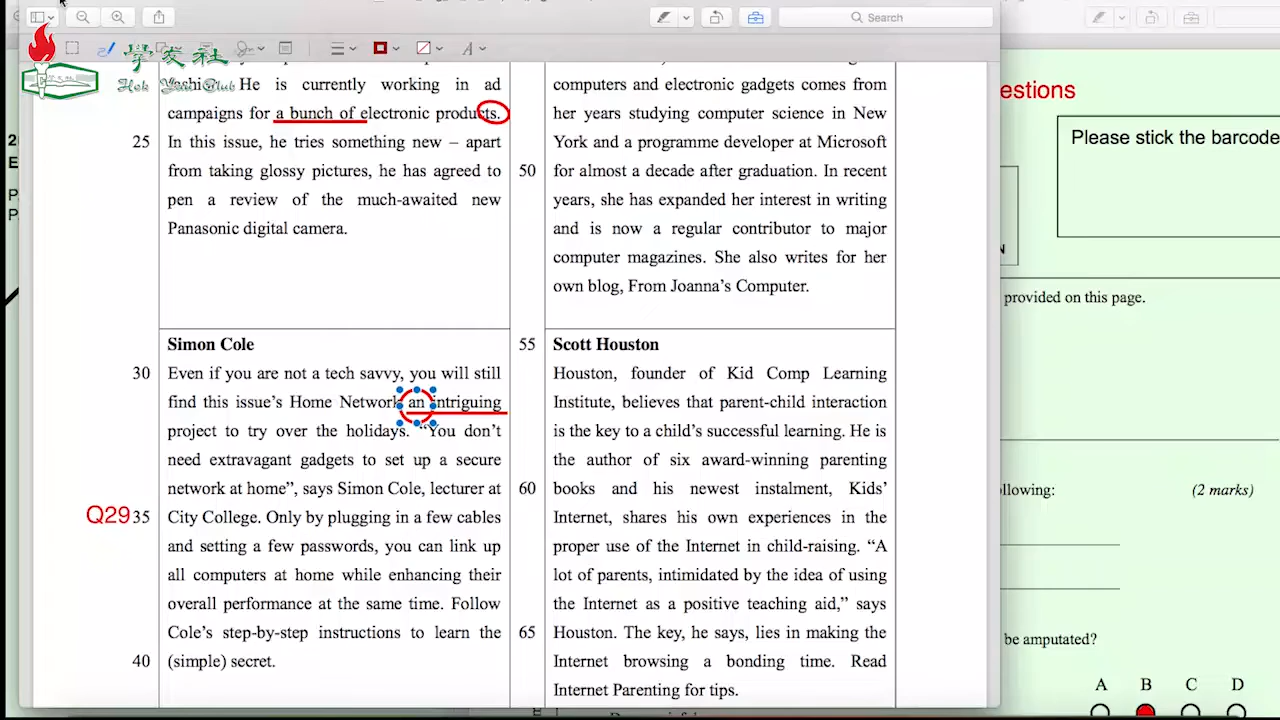 Search
學友社
Hok Yau Club
Yoshi He is currently working in ad
campaigns for a bunch of electronic products.
25 In this issue, he tries something new – apart
from taking glossy pictures, he has agreed to
pen a review of the much-awaited new
Panasonic digital camera.
computers and electronic gadgets comes from
her years studying computer science in New
York and a programme developer at Microsoft
50 for almost a decade after graduation. In recent
years, she has expanded her interest in writing
and is now a regular contributor to major
computer magazines. She also writes for her
own blog, From Joanna's Computer.
Simon Cole
30 Even if you are not a tech savvy, you will still
find this issue's Home Network an intriguing
project to try over the holidays. “You don't
need extravagant gadgets to set up a secure
network at home”, says Simon Cole, lecturer at
Q29 35 City College. Only by plugging in a few cables
and setting a few passwords, you can link up
all computers at home while enhancing their
overall performance at the same time. Follow
Cole's step-by-step instructions to learn the
40 (simple) secret.
55 Scott Houston
Houston, founder of Kid Comp Learning
Institute, believes that parent-child interaction
is the key to a child's successful learning. He is
the author of six award-winning parenting
60 books and his newest instalment, Kids'
Internet, shares his own experiences in the
proper use of the Internet in child-raising. “A
lot of parents, intimidated by the idea of using
the Internet as a positive teaching aid,” says
65 Houston. The key, he says, lies in making the
Internet browsing a bonding time. Read
Internet Parenting for tips.
estions
Please stick the barcode
N
provided on this page.
llowing: (2 marks)
be amputated?
A B C D